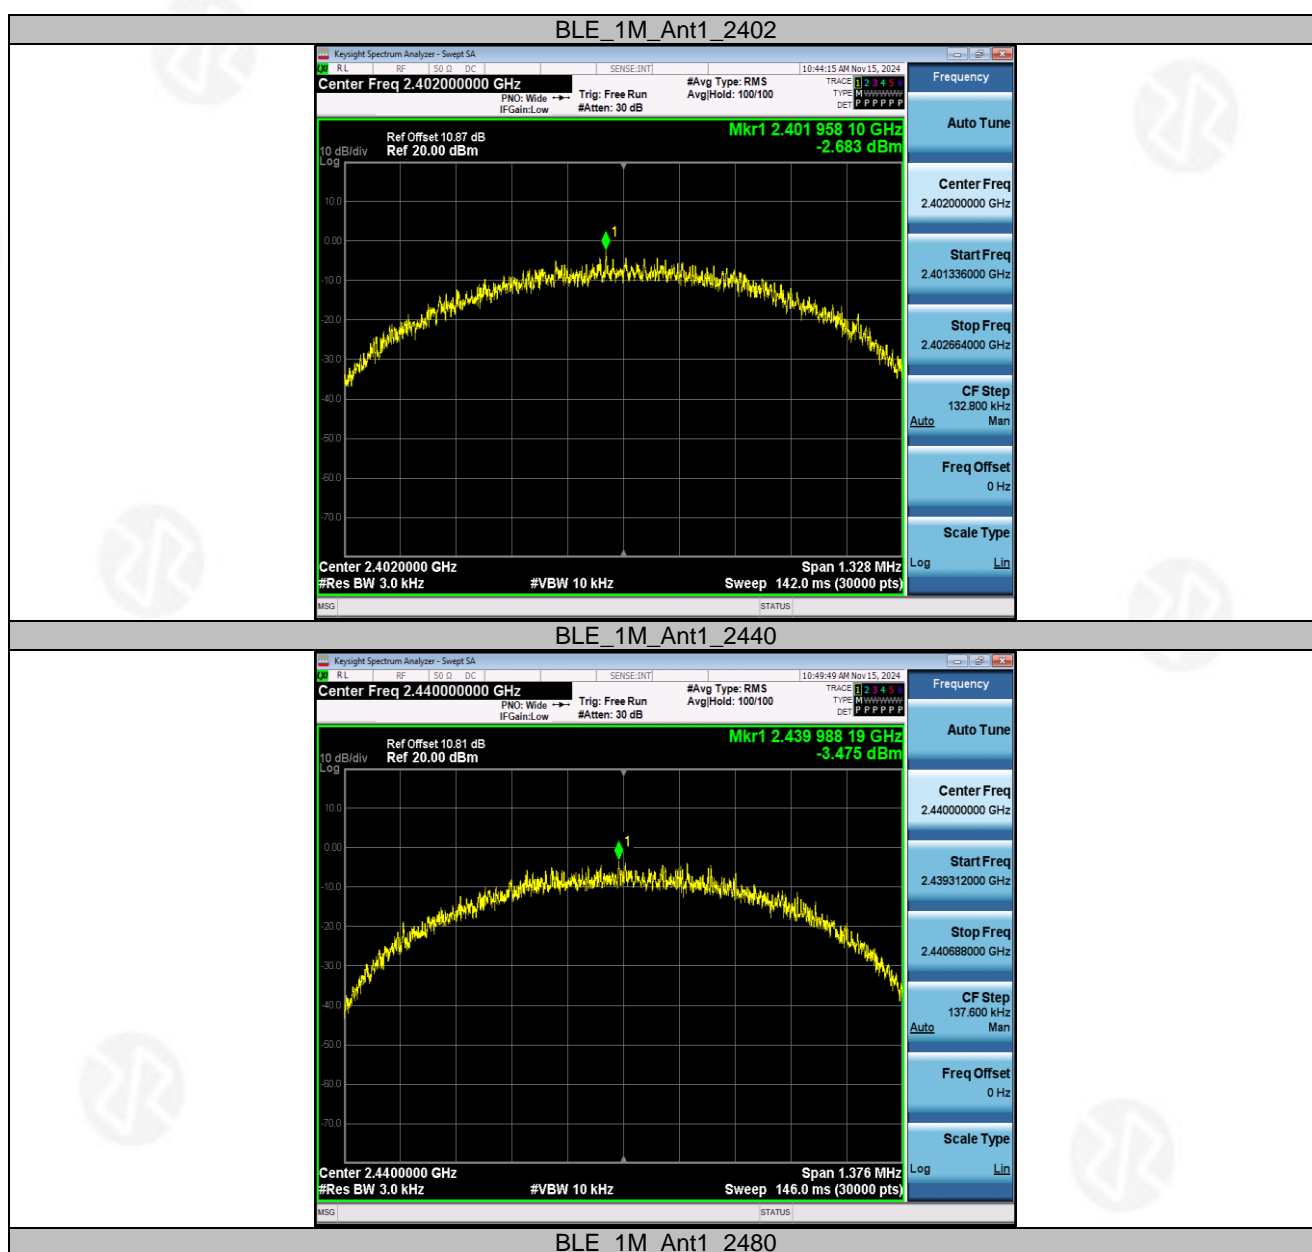 BLE_1M_Ant1_2402
Keysight Spectrum Analyzer - Swept SA
RL RF 50 Ω DC SENSE:INT 10:44:15 AM Nov 15, 2024
Center Freq 2.402000000 GHz
PNO: Wide
IFGain:Low
Trig: Free Run
#Atten: 30 dB
#Avg Type: RMS
Avg|Hold: 100/100
TRACE 1 2 3 4 5 6
TYPE M WWWWW
DET P P P P P P
Frequency
Ref Offset 10.87 dB
10 dB/div Ref 20.00 dBm
Log
Mkr1 2.401 958 10 GHz
-2.683 dBm
Auto Tune
10.0
0.00
-10.0
-20.0
-30.0
-40.0
-50.0
-60.0
-70.0
1
Center Freq
2.402000000 GHz
Start Freq
2.401336000 GHz
Stop Freq
2.402664000 GHz
CF Step
132.800 kHz
Auto Man
Freq Offset
0 Hz
Scale Type
Log Lin
Center 2.4020000 GHz Span 1.328 MHz
#Res BW 3.0 kHz #VBW 10 kHz Sweep 142.0 ms (30000 pts)
MSG STATUS
BLE_1M_Ant1_2440
Keysight Spectrum Analyzer - Swept SA
RL RF 50 Ω DC SENSE:INT 10:49:49 AM Nov 15, 2024
Center Freq 2.440000000 GHz
PNO: Wide
IFGain:Low
Trig: Free Run
#Atten: 30 dB
#Avg Type: RMS
Avg|Hold: 100/100
TRACE 1 2 3 4 5 6
TYPE M WWWWW
DET P P P P P P
Frequency
Ref Offset 10.81 dB
10 dB/div Ref 20.00 dBm
Log
Mkr1 2.439 988 19 GHz
-3.475 dBm
Auto Tune
10.0
0.00
-10.0
-20.0
-30.0
-40.0
-50.0
-60.0
-70.0
1
Center Freq
2.440000000 GHz
Start Freq
2.439312000 GHz
Stop Freq
2.440688000 GHz
CF Step
137.600 kHz
Auto Man
Freq Offset
0 Hz
Scale Type
Log Lin
Center 2.4400000 GHz Span 1.376 MHz
#Res BW 3.0 kHz #VBW 10 kHz Sweep 146.0 ms (30000 pts)
MSG STATUS
BLE_1M_Ant1_2480